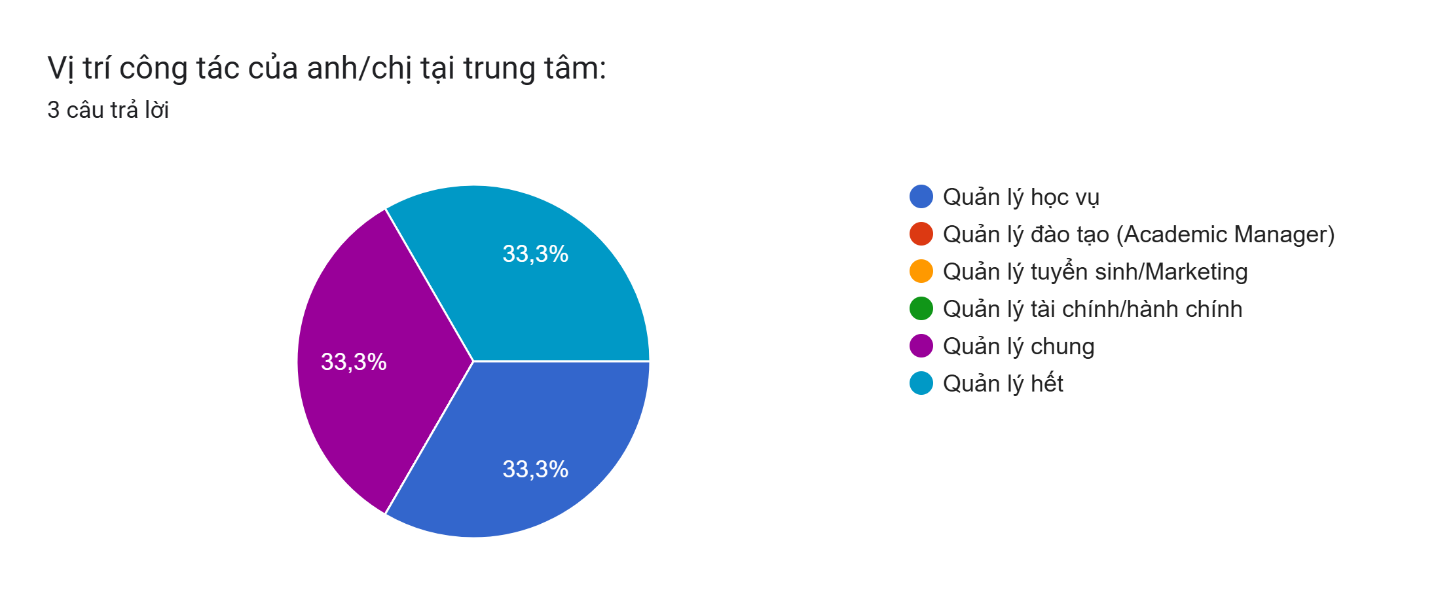 Vị trí công tác của anh/chị tại trung tâm:
3 câu trả lời
33,3%
33,3%
33,3%
Quản lý học vụ
Quản lý đào tạo (Academic Manager)
Quản lý tuyển sinh/Marketing
Quản lý tài chính/hành chính
Quản lý chung
Quản lý hết